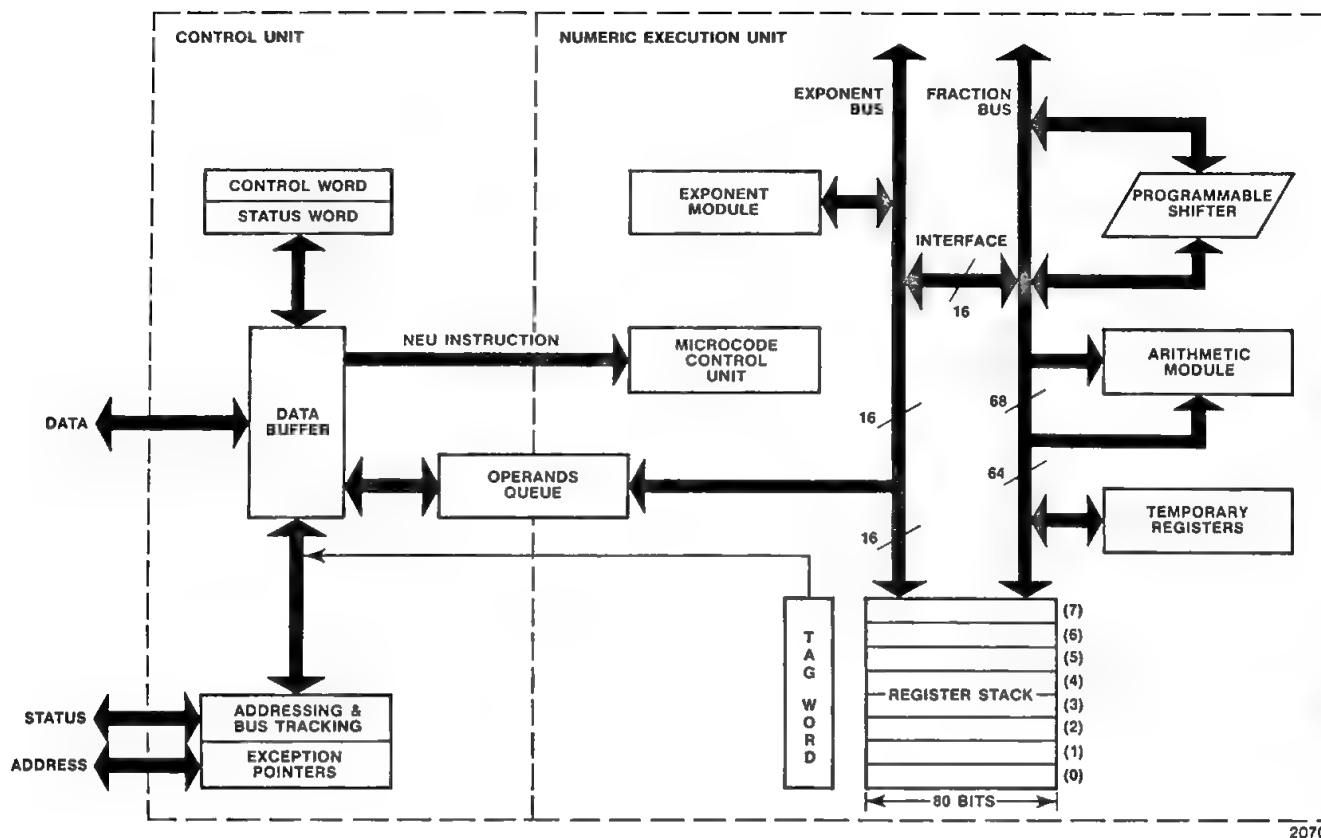 CONTROL UNIT
NUMERIC EXECUTION UNIT
EXPONENT
BUS
FRACTION
BUS
CONTROL WORD
STATUS WORD
EXPONENT
MODULE
PROGRAMMABLE
SHIFTER
INTERFACE
16
NEU INSTRUCTION
MICROCODE
CONTROL
UNIT
ARITHMETIC
MODULE
DATA
DATA
BUFFER
16
68
64
OPERANDS
QUEUE
TEMPORARY
REGISTERS
16
TAG WORD
(7)
(6)
(5)
(4)
REGISTER STACK
(3)
(2)
(1)
(0)
80 BITS
STATUS
ADDRESSING &
BUS TRACKING
ADDRESS
EXCEPTION
POINTERS